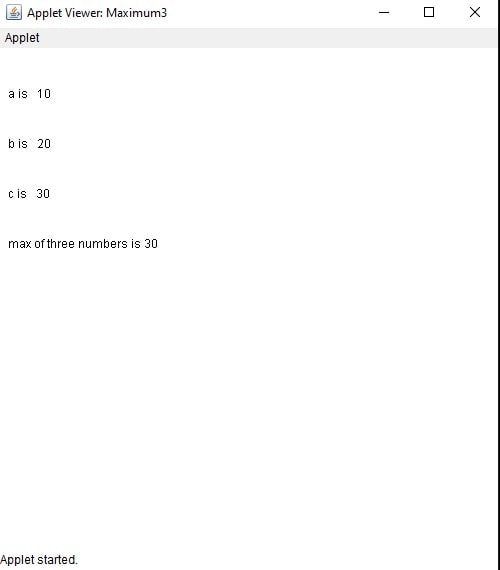 Applet Viewer: Maximum3
Applet
a is 10
b is 20
c is 30
max of three numbers is 30
Applet started.